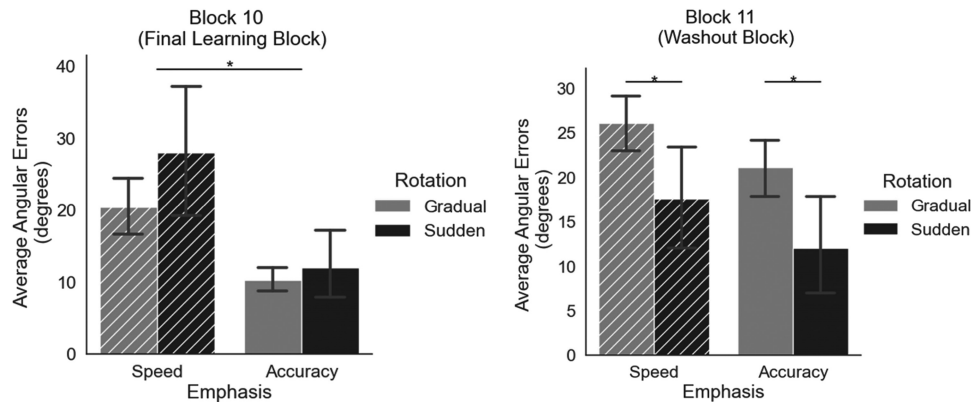 Block 10
(Final Learning Block)
*
40
30
20
10
0
Average Angular Errors
(degrees)
Speed
Accuracy
Emphasis
Rotation
Gradual
Sudden
Block 11
(Washout Block)
*
*
30
25
20
15
10
5
0
Average Angular Errors
(degrees)
Speed
Accuracy
Emphasis
Rotation
Gradual
Sudden